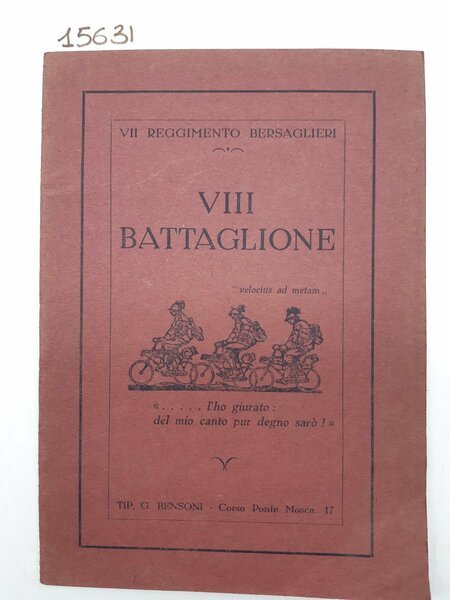 15631
VII REGGIMENTO BERSAGLIERI
VIII
BATTAGLIONE
"velocius ad metam„
«..... l'ho giurato:
del mio canto pur degno sarò!»
TIP. G. BENSONI - Corso Ponte Mosca, 17